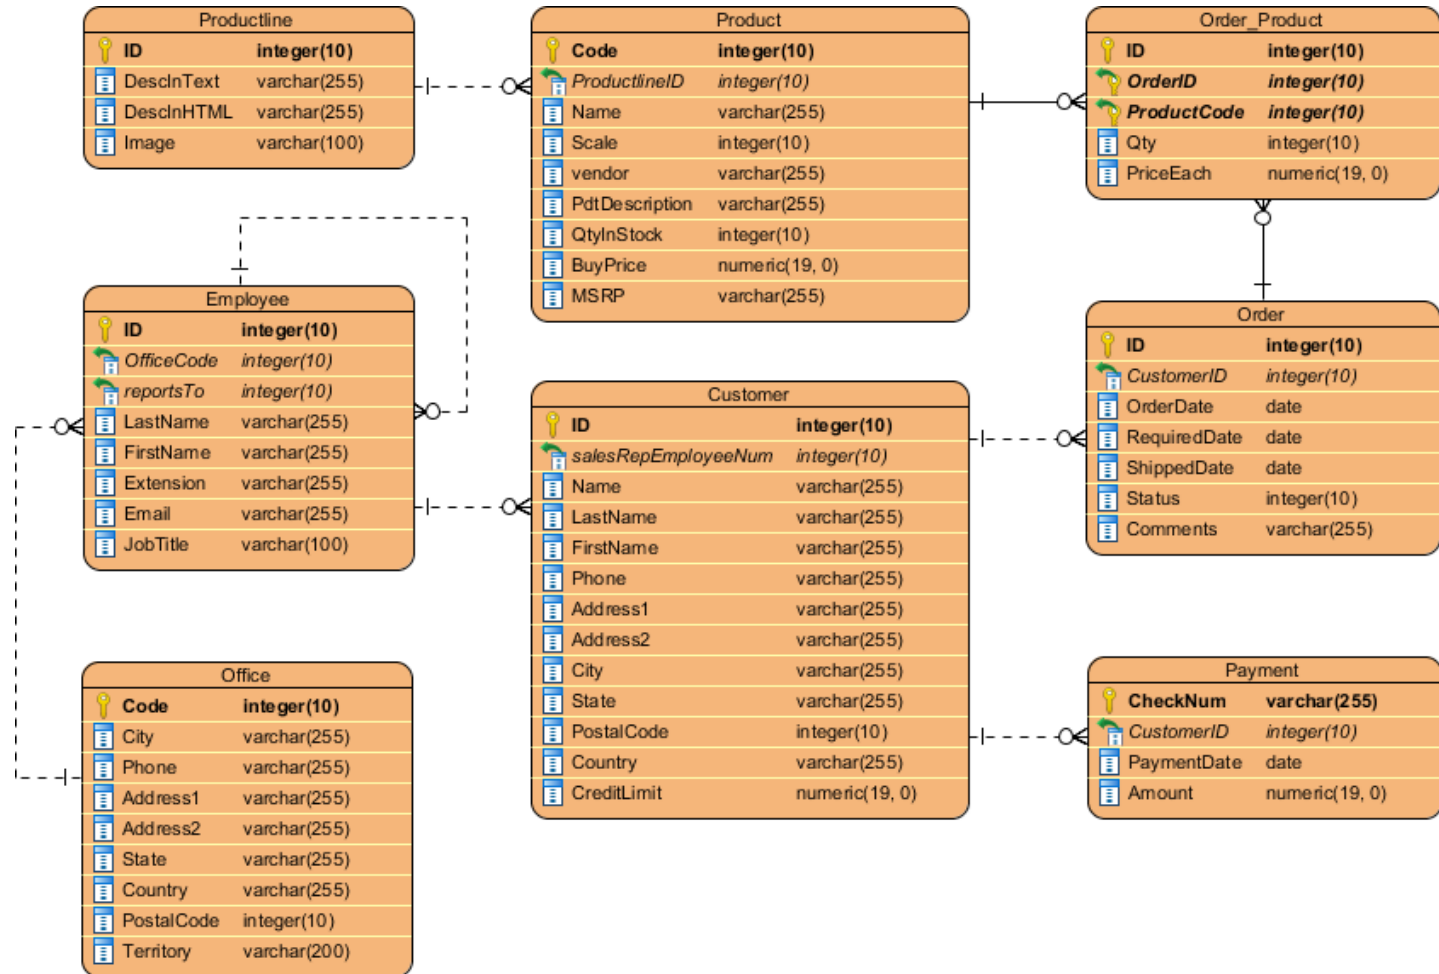 Productline
ID integer(10)
DescInText varchar(255)
DescInHTML varchar(255)
Image varchar(100)
Product
Code integer(10)
ProductlineID integer(10)
Name varchar(255)
Scale integer(10)
vendor varchar(255)
PdtDescription varchar(255)
QtyInStock integer(10)
BuyPrice numeric(19, 0)
MSRP varchar(255)
Order_Product
ID integer(10)
OrderID integer(10)
ProductCode integer(10)
Qty integer(10)
PriceEach numeric(19, 0)
Employee
ID integer(10)
OfficeCode integer(10)
reportsTo integer(10)
LastName varchar(255)
FirstName varchar(255)
Extension varchar(255)
Email varchar(255)
JobTitle varchar(100)
Customer
ID integer(10)
salesRepEmployeeNum integer(10)
Name varchar(255)
LastName varchar(255)
FirstName varchar(255)
Phone varchar(255)
Address1 varchar(255)
Address2 varchar(255)
City varchar(255)
State varchar(255)
PostalCode integer(10)
Country varchar(255)
CreditLimit numeric(19, 0)
Order
ID integer(10)
CustomerID integer(10)
OrderDate date
RequiredDate date
ShippedDate date
Status integer(10)
Comments varchar(255)
Office
Code integer(10)
City varchar(255)
Phone varchar(255)
Address1 varchar(255)
Address2 varchar(255)
State varchar(255)
Country varchar(255)
PostalCode integer(10)
Territory varchar(200)
Payment
CheckNum varchar(255)
CustomerID integer(10)
PaymentDate date
Amount numeric(19, 0)